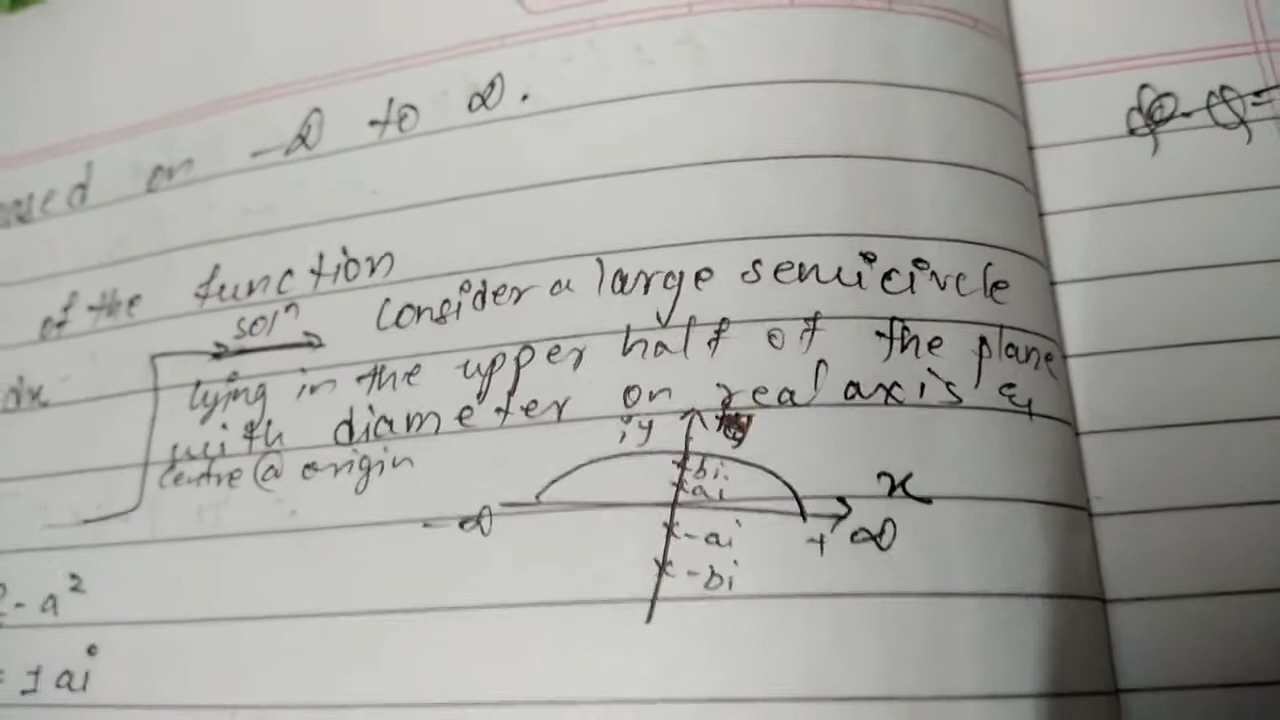 on -∞ to ∞.
of the function
solⁿ Consider a large semicircle
lying in the upper half of the plane
with diameter on real axis &
centre @ origin
iy
bi
ai
x
-∞
-ai
+ ∞
-bi
- a²
= ± ai